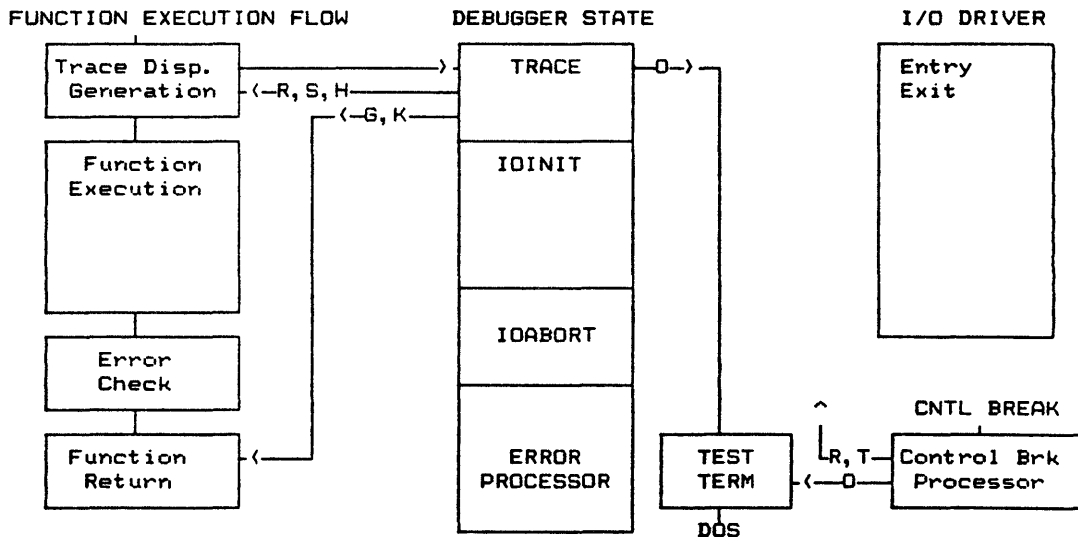 FUNCTION EXECUTION FLOW DEBUGGER STATE I/O DRIVER
Trace Disp.
Generation
TRACE
O
Entry
Exit
R,S,H
G,K
Function
Execution
IOINIT
IOABORT
Error
Check
CNTL BREAK
Function
Return
ERROR
PROCESSOR
TEST
TERM
R,T
O
Control Brk
Processor
DOS